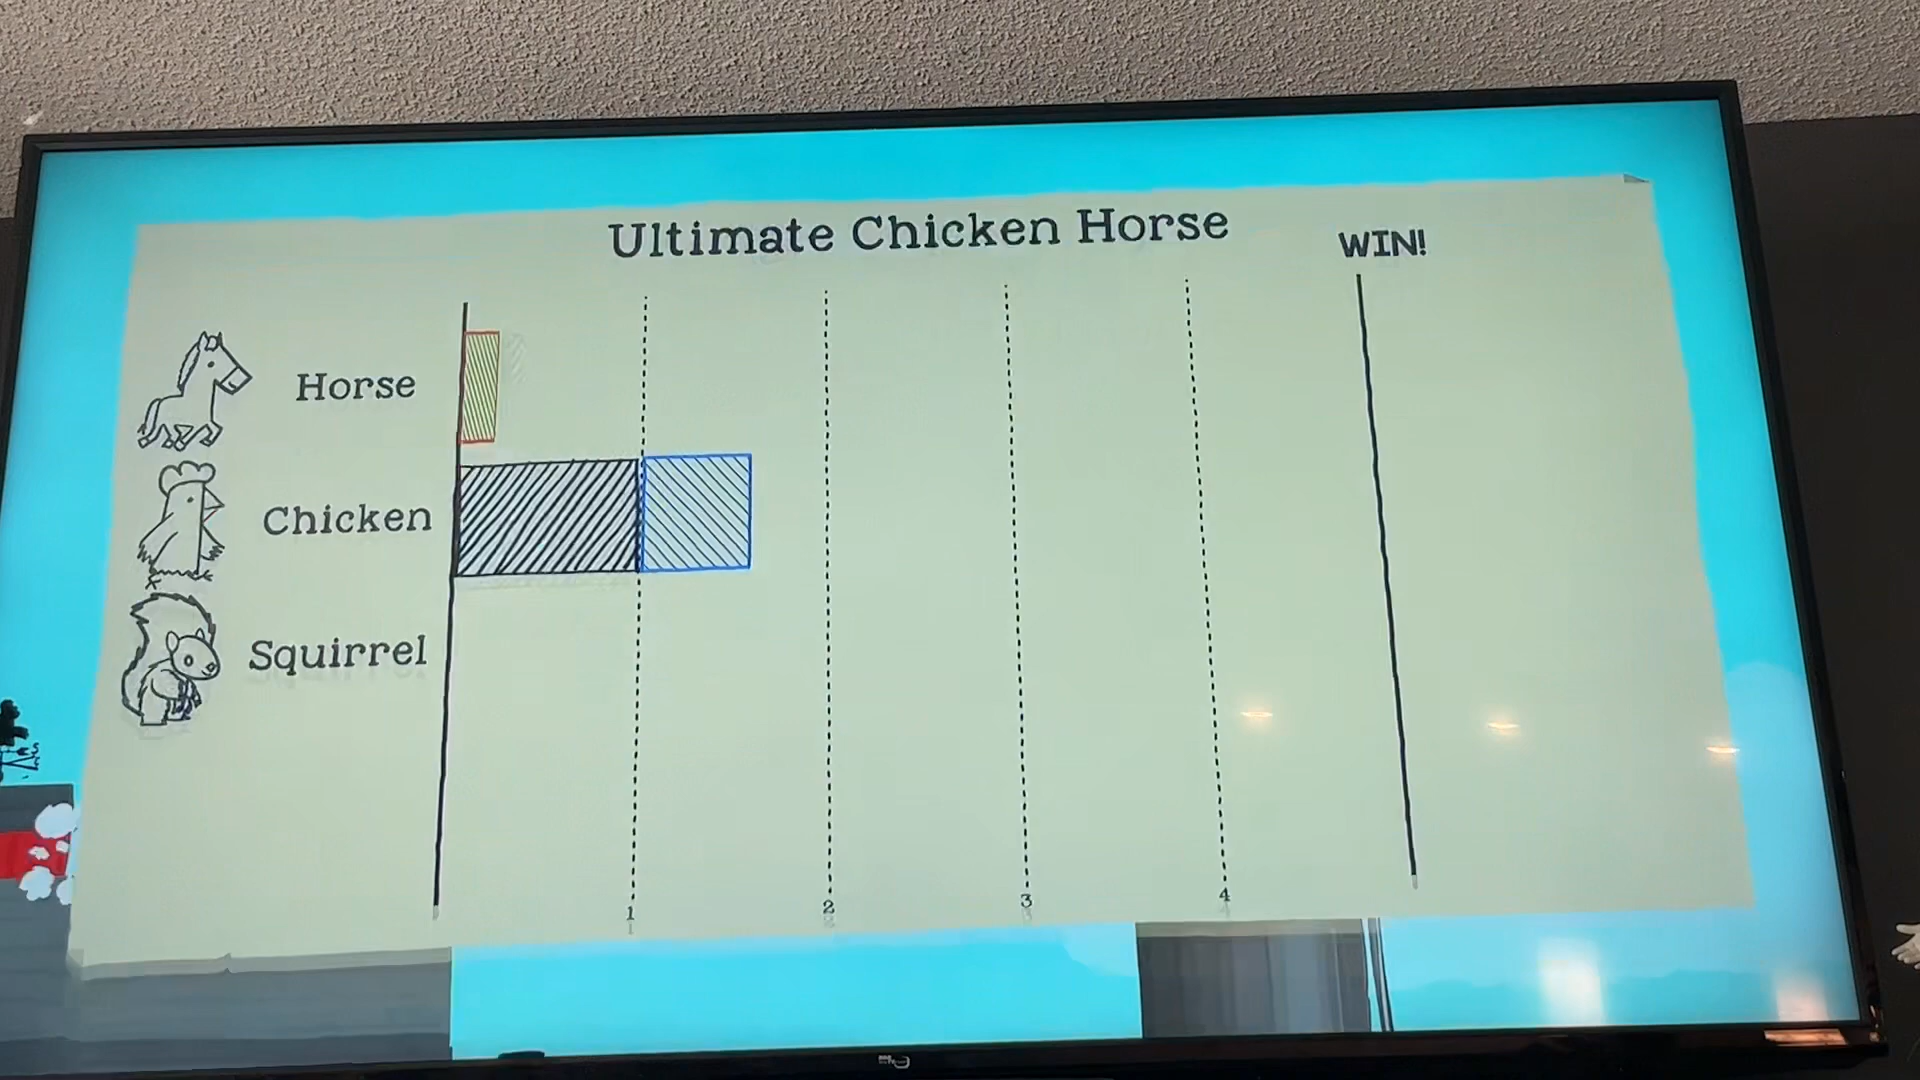 Ultimate Chicken Horse
WIN!
Horse
Chicken
Squirrel
1
2
3
4